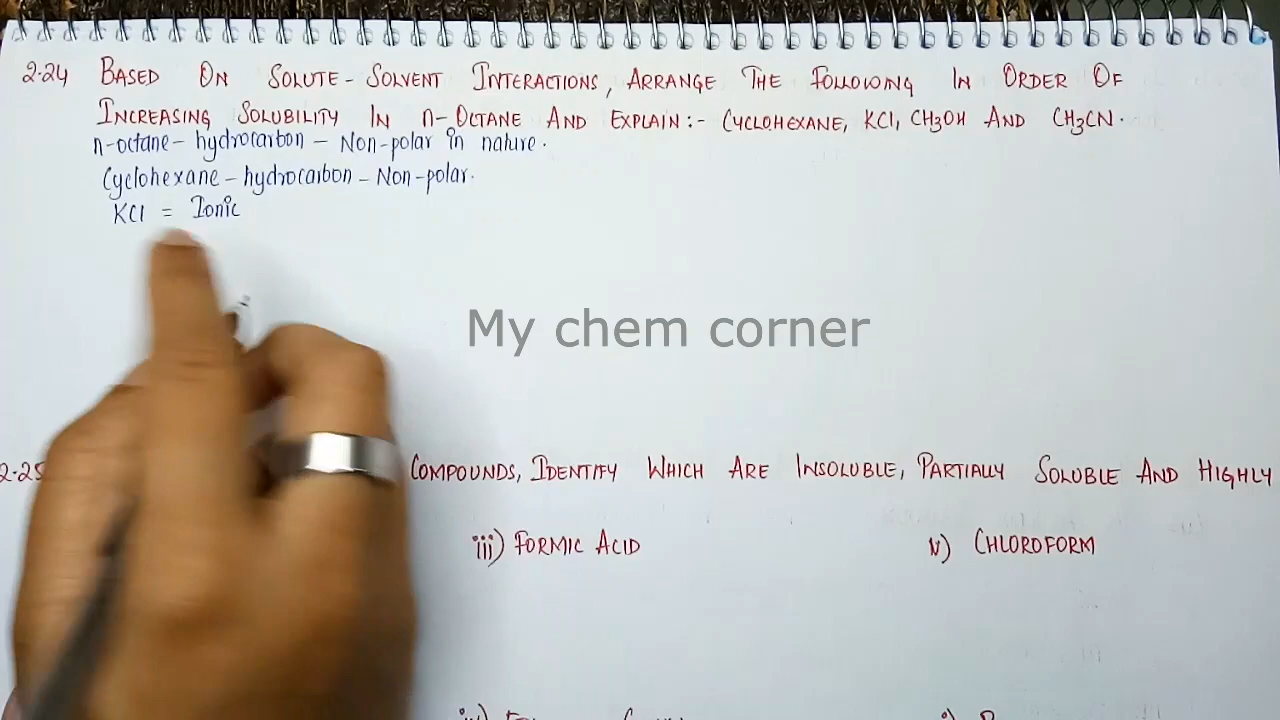 2.24 BASED ON SOLUTE-SOLVENT INTERACTIONS, ARRANGE THE FOLLOWING IN ORDER OF
INCREASING SOLUBILITY IN n-OCTANE AND EXPLAIN:- CYCLOHEXANE, KCl, CH3OH AND CH3CN.
n-octane - hydrocarbon - Non-polar in nature.
Cyclohexane - hydrocarbon - Non-polar.
KCl = Ionic
My chem corner
2.25 COMPOUNDS, IDENTIFY WHICH ARE INSOLUBLE, PARTIALLY SOLUBLE AND HIGHLY
iii) FORMIC ACID v) CHLOROFORM